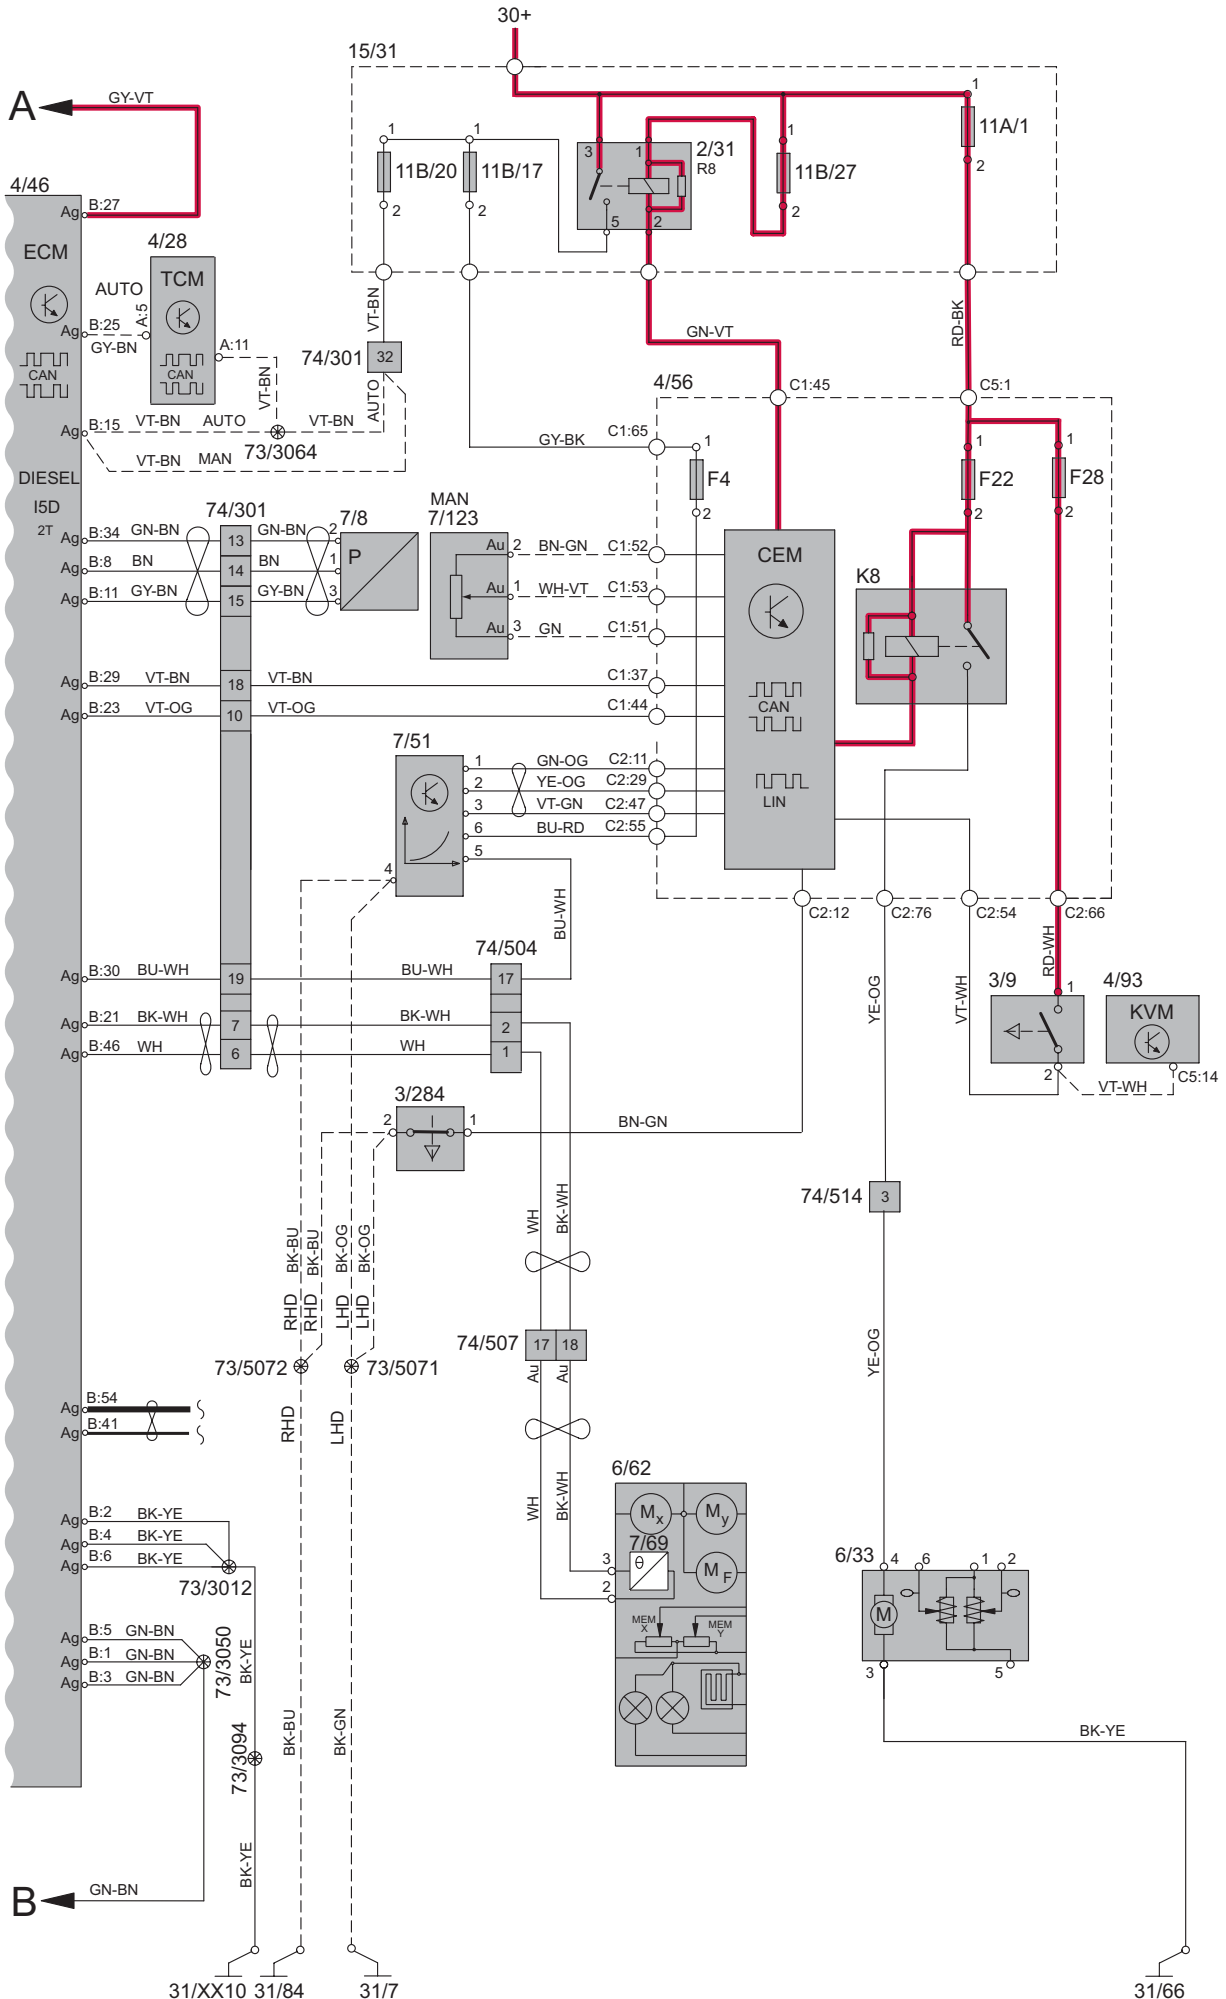 30+
15/31
A
GY-VT
1
11A/1
2
1
11B/20
2
1
11B/17
2
3
1
2/31
R8
5
2
1
11B/27
2
4/46
Ag
B:27
ECM
4/28
TCM
AUTO
A:5
Ag
B:25
GY-BN
A:11
CAN
CAN
VT-BN
VT-BN
74/301
32
AUTO
GN-VT
RD-BK
Ag
B:15
VT-BN
AUTO
VT-BN
73/3064
VT-BN
MAN
4/56
C1:45
C5:1
GY-BK
C1:65
1
F4
2
1
F22
2
1
F28
2
DIESEL
I5D
2T
74/301
Ag
B:34
GN-BN
13
GN-BN
2
7/8
Ag
B:8
BN
14
BN
1
P
Ag
B:11
GY-BN
15
GY-BN
3
MAN
7/123
Au
2
BN-GN
C1:52
Au
1
WH-VT
C1:53
Au
3
GN
C1:51
CEM
K8
Ag
B:29
VT-BN
18
VT-BN
C1:37
Ag
B:23
VT-OG
10
VT-OG
C1:44
CAN
LIN
7/51
1
GN-OG
C2:11
2
YE-OG
C2:29
3
VT-GN
C2:47
6
BU-RD
C2:55
5
4
BU-WH
C2:12
C2:76
C2:54
C2:66
74/504
Ag
B:30
BU-WH
19
BU-WH
17
Ag
B:21
BK-WH
7
BK-WH
2
Ag
B:46
WH
6
WH
1
YE-OG
VT-WH
RD-WH
3/9
1
2
4/93
KVM
C5:14
VT-WH
3/284
2
1
BN-GN
74/514
3
BK-BU
BK-BU
BK-OG
BK-OG
WH
BK-WH
RHD
RHD
LHD
LHD
74/507
17
18
Au
Au
YE-OG
73/5072
73/5071
RHD
LHD
Ag
B:54
Ag
B:41
6/62
WH
BK-WH
M x
M y
7/69
θ
M F
3
2
MEM
X
MEM
Y
Ag
B:2
BK-YE
Ag
B:4
BK-YE
Ag
B:6
BK-YE
73/3012
6/33
4
6
1
2
M
3
5
Ag
B:5
GN-BN
Ag
B:1
GN-BN
Ag
B:3
GN-BN
73/3050
BK-YE
73/3094
BK-BU
BK-GN
BK-YE
BK-YE
B
GN-BN
31/XX10
31/84
31/7
31/66